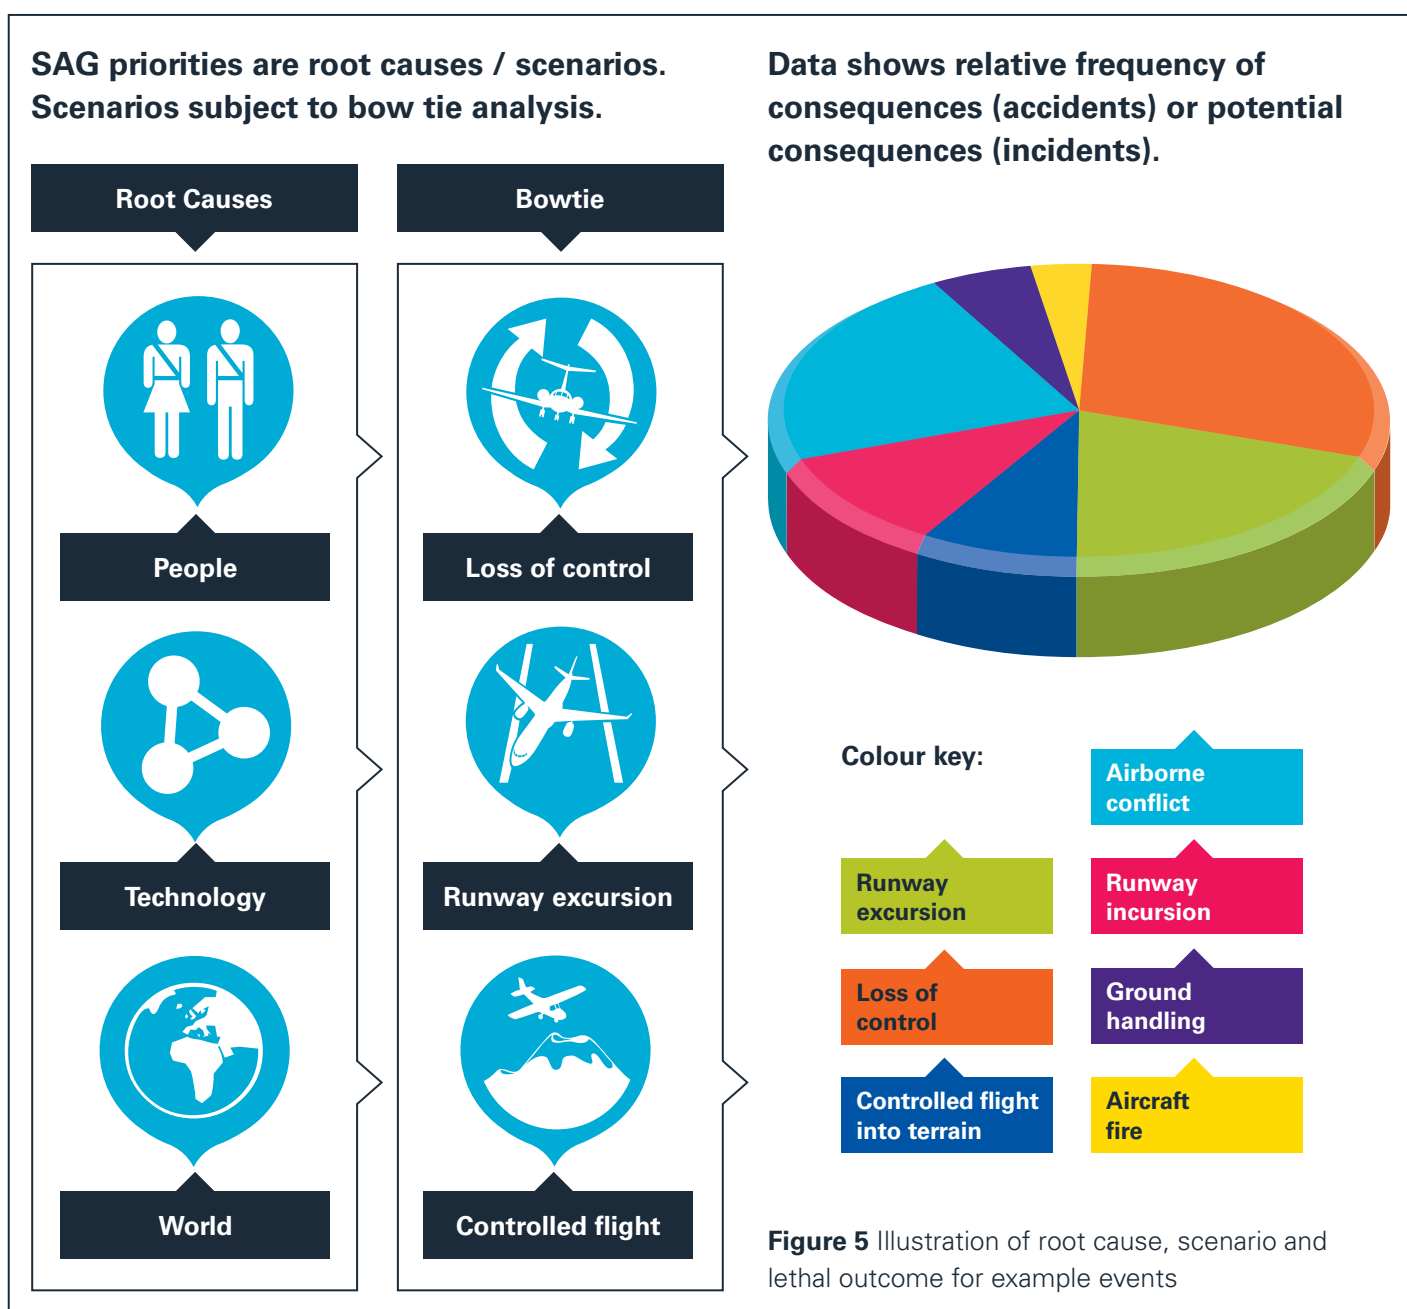 SAG priorities are root causes / scenarios.
Scenarios subject to bow tie analysis.
Root Causes
People
Technology
World
Bowtie
Loss of control
Runway excursion
Controlled flight
Data shows relative frequency of
consequences (accidents) or potential
consequences (incidents).
Colour key:
Airborne
conflict
Runway
excursion
Runway
incursion
Loss of
control
Ground
handling
Controlled flight
into terrain
Aircraft
fire
Figure 5 Illustration of root cause, scenario and
lethal outcome for example events